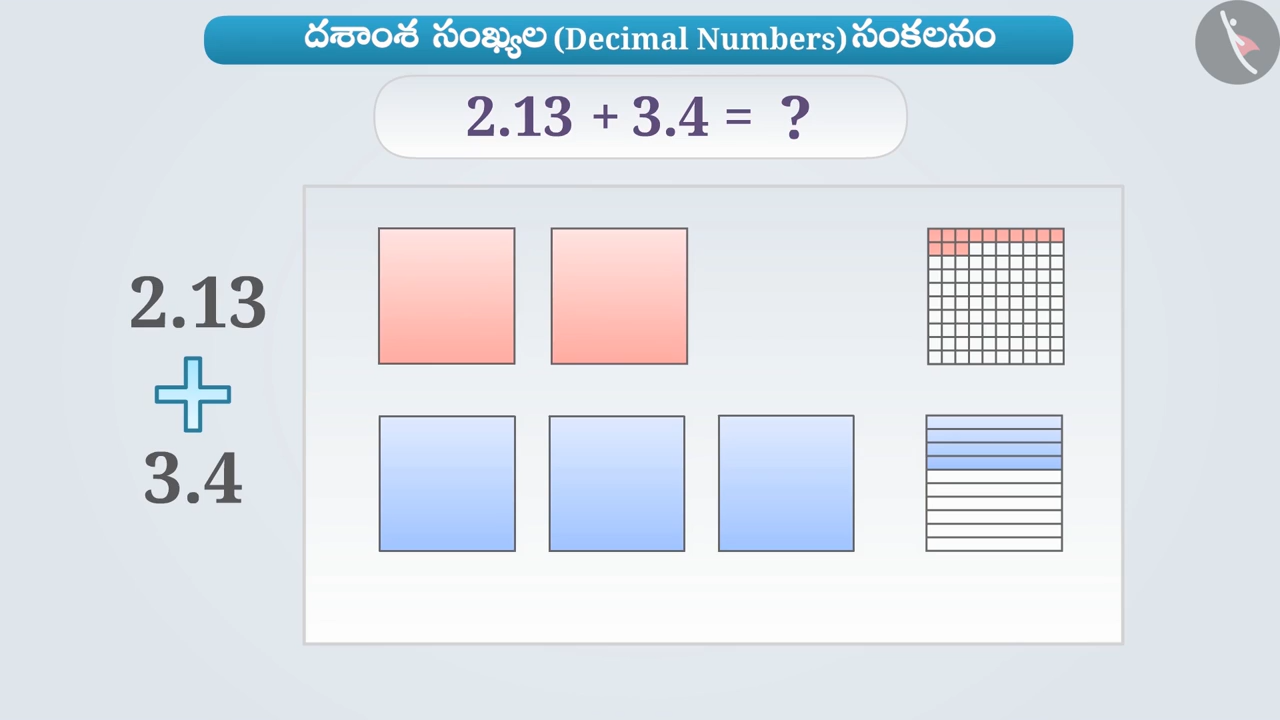 దశాంశ సంఖ్యల (Decimal Numbers) సంకలనం
2.13 + 3.4 = ?
2.13
+
3.4